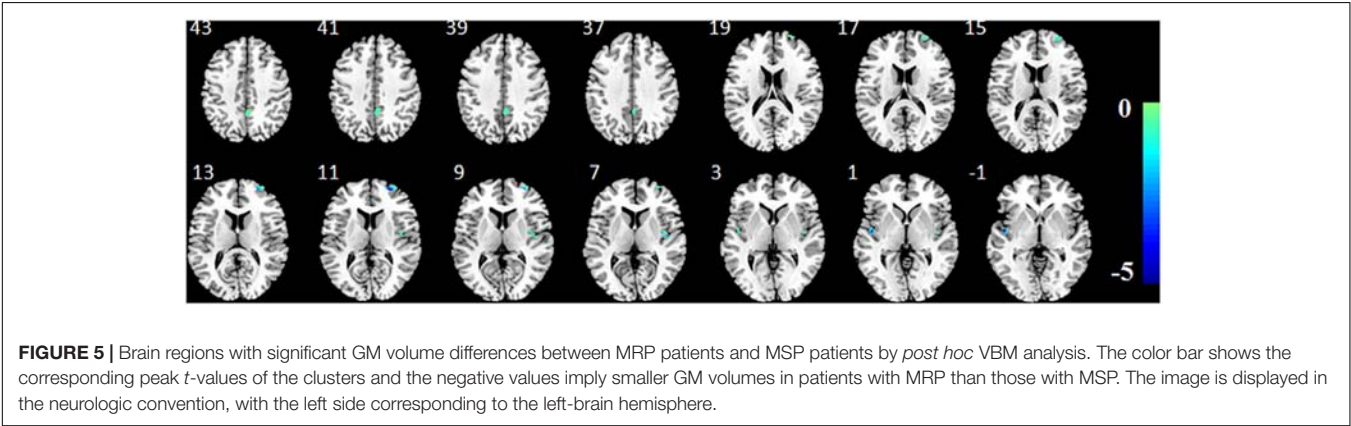 43 41 39 37 19 17 15
0
13 11 9 7 3 1 -1
-5
FIGURE 5 | Brain regions with significant GM volume differences between MRP patients and MSP patients by post hoc VBM analysis. The color bar shows the
corresponding peak t-values of the clusters and the negative values imply smaller GM volumes in patients with MRP than those with MSP. The image is displayed in
the neurologic convention, with the left side corresponding to the left-brain hemisphere.